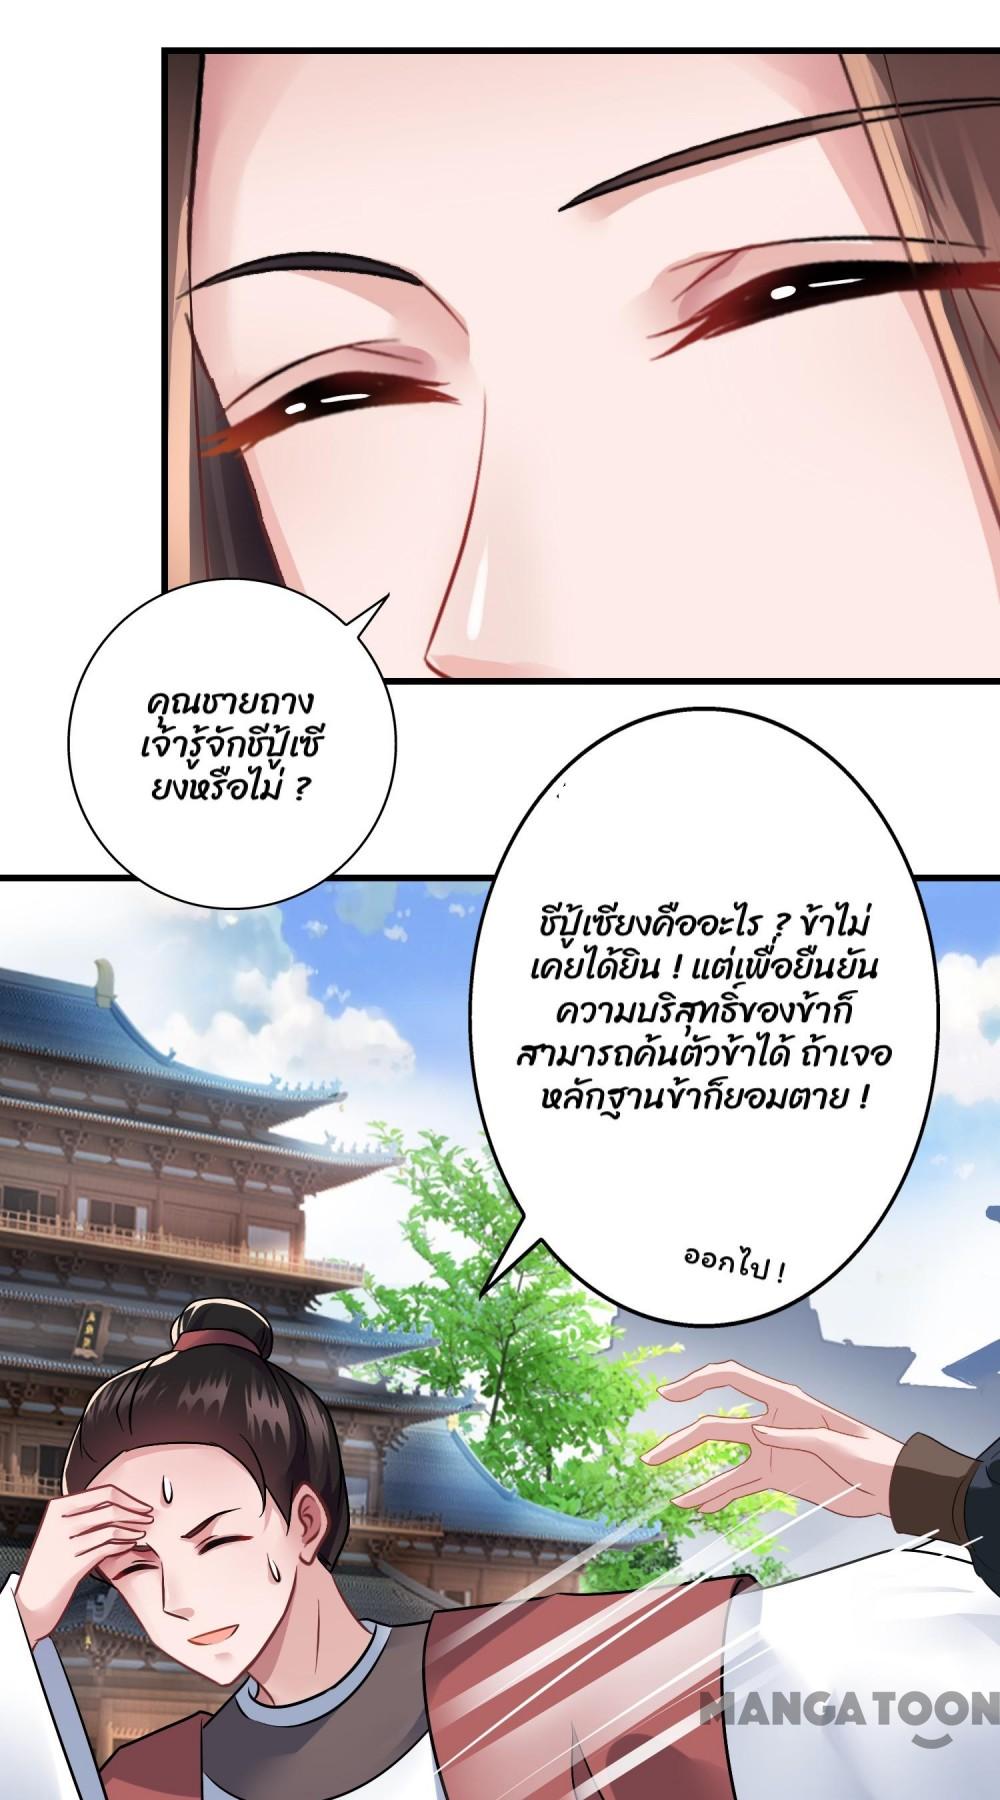 คุณชายถาง
เจ้ารู้จักชีปู้เซี
ยงหรือไม่ ?
ชีปู้เซียงคืออะไร ? ข้าไม่
เคยได้ยิน ! แต่เพื่อยืนยัน
ความบริสุทธิ์ของข้าก็
สามารถค้นตัวข้าได้ ถ้าเจอ
หลักฐานข้าก็ยอมตาย !
ออกไป !
MANGATOON